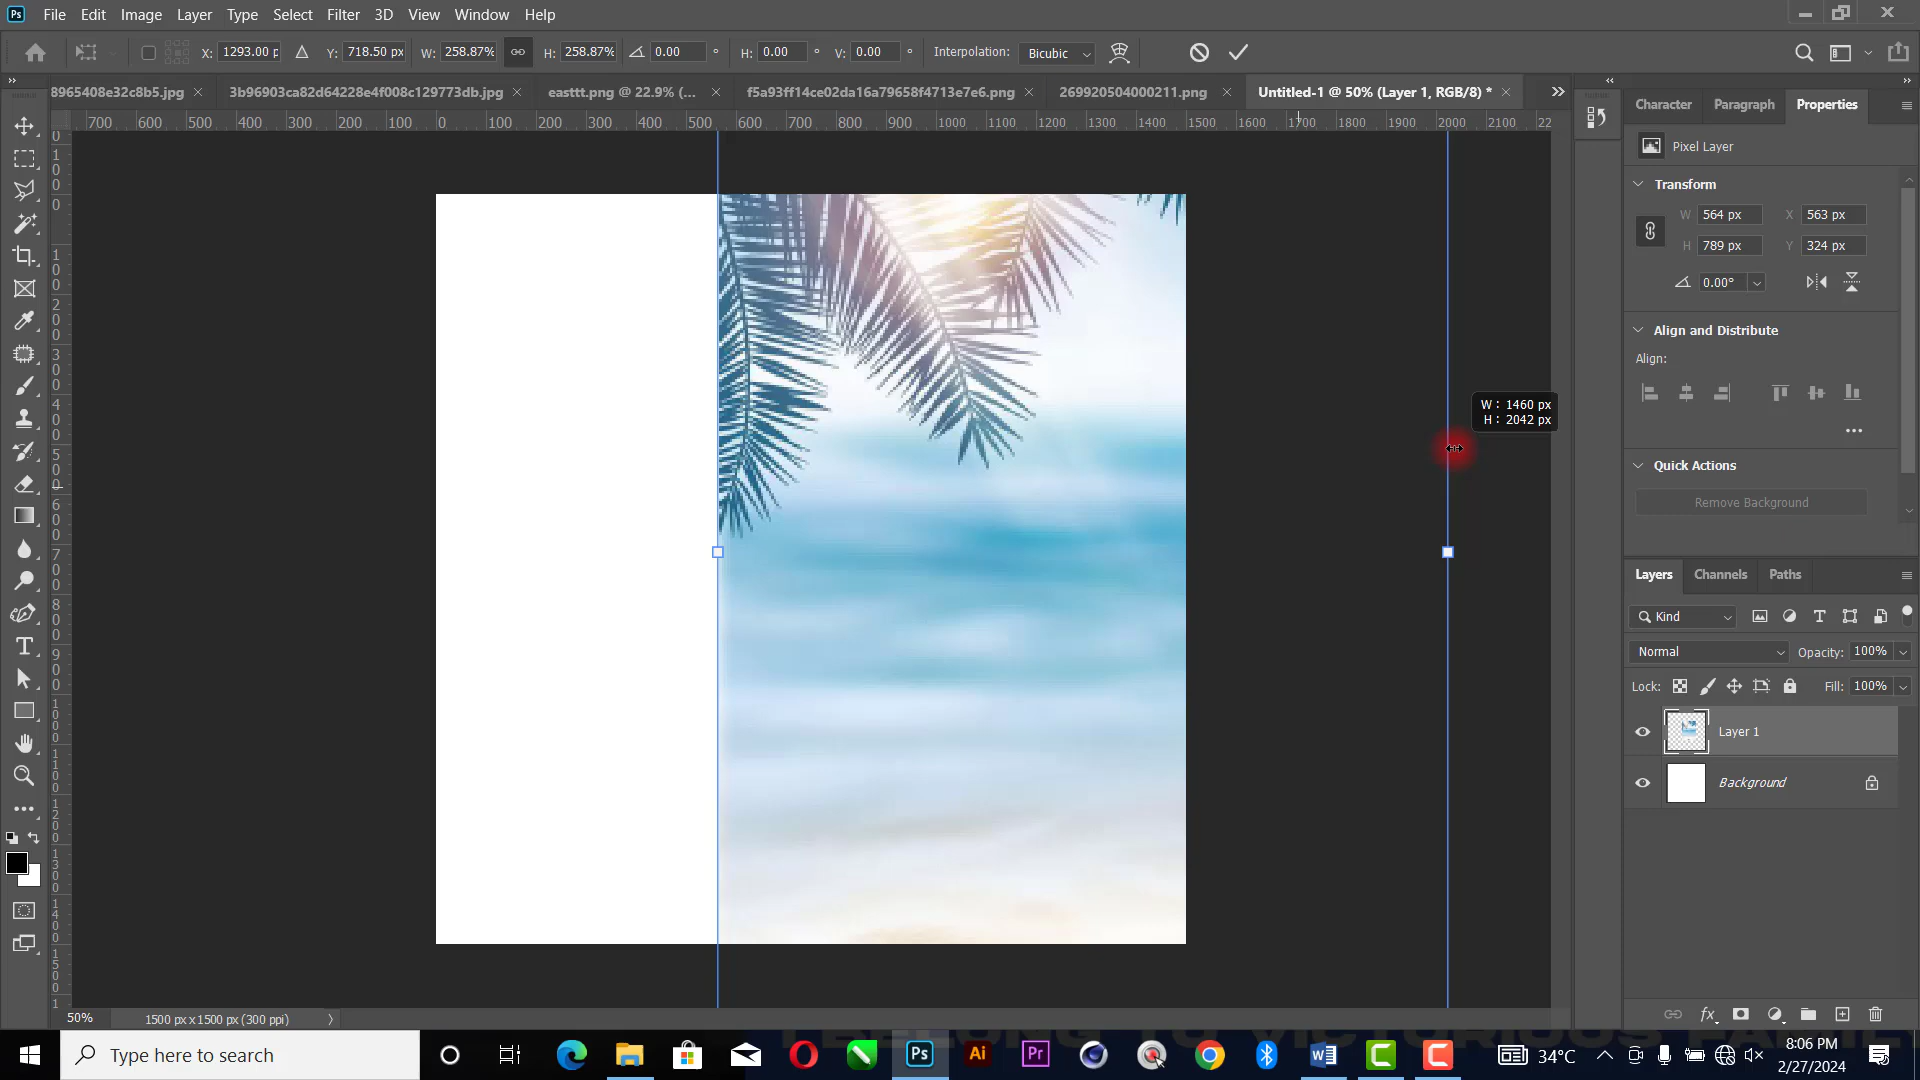 Ps File Edit Image Layer Type Select Filter 3D View Window Help
X: 1293.00 p Y: 718.50 px W: 258.87% H: 258.87% 0.00 ° H: 0.00 ° V: 0.00 ° Interpolation: Bicubic
8965408e32c8b5.jpg × 3b96903ca82d64228e4f008c129773db.jpg × easttt.png @ 22.9% (... × f5a93ff14ce02da16a79658f4713e7e6.png × 269920504000211.png × Untitled-1 @ 50% (Layer 1, RGB/8) * ×
Character Paragraph Properties
700 600 500 400 300 200 100 0 100 200 300 400 500 600 700 800 900 1000 1100 1200 1300 1400 1500 1600 1700 1800 1900 2000 2100 22
Pixel Layer
Transform
W 564 px X 563 px
H 789 px Y 324 px
0.00°
Align and Distribute
Align:
W: 1460 px
H: 2042 px
Quick Actions
Remove Background
Layers Channels Paths
Kind
Normal Opacity: 100%
Lock: Fill: 100%
Layer 1
Background
50% 1500 px x 1500 px (300 ppi)
Type here to search
Ps Ai Pr
34°C
8:06 PM
2/27/2024